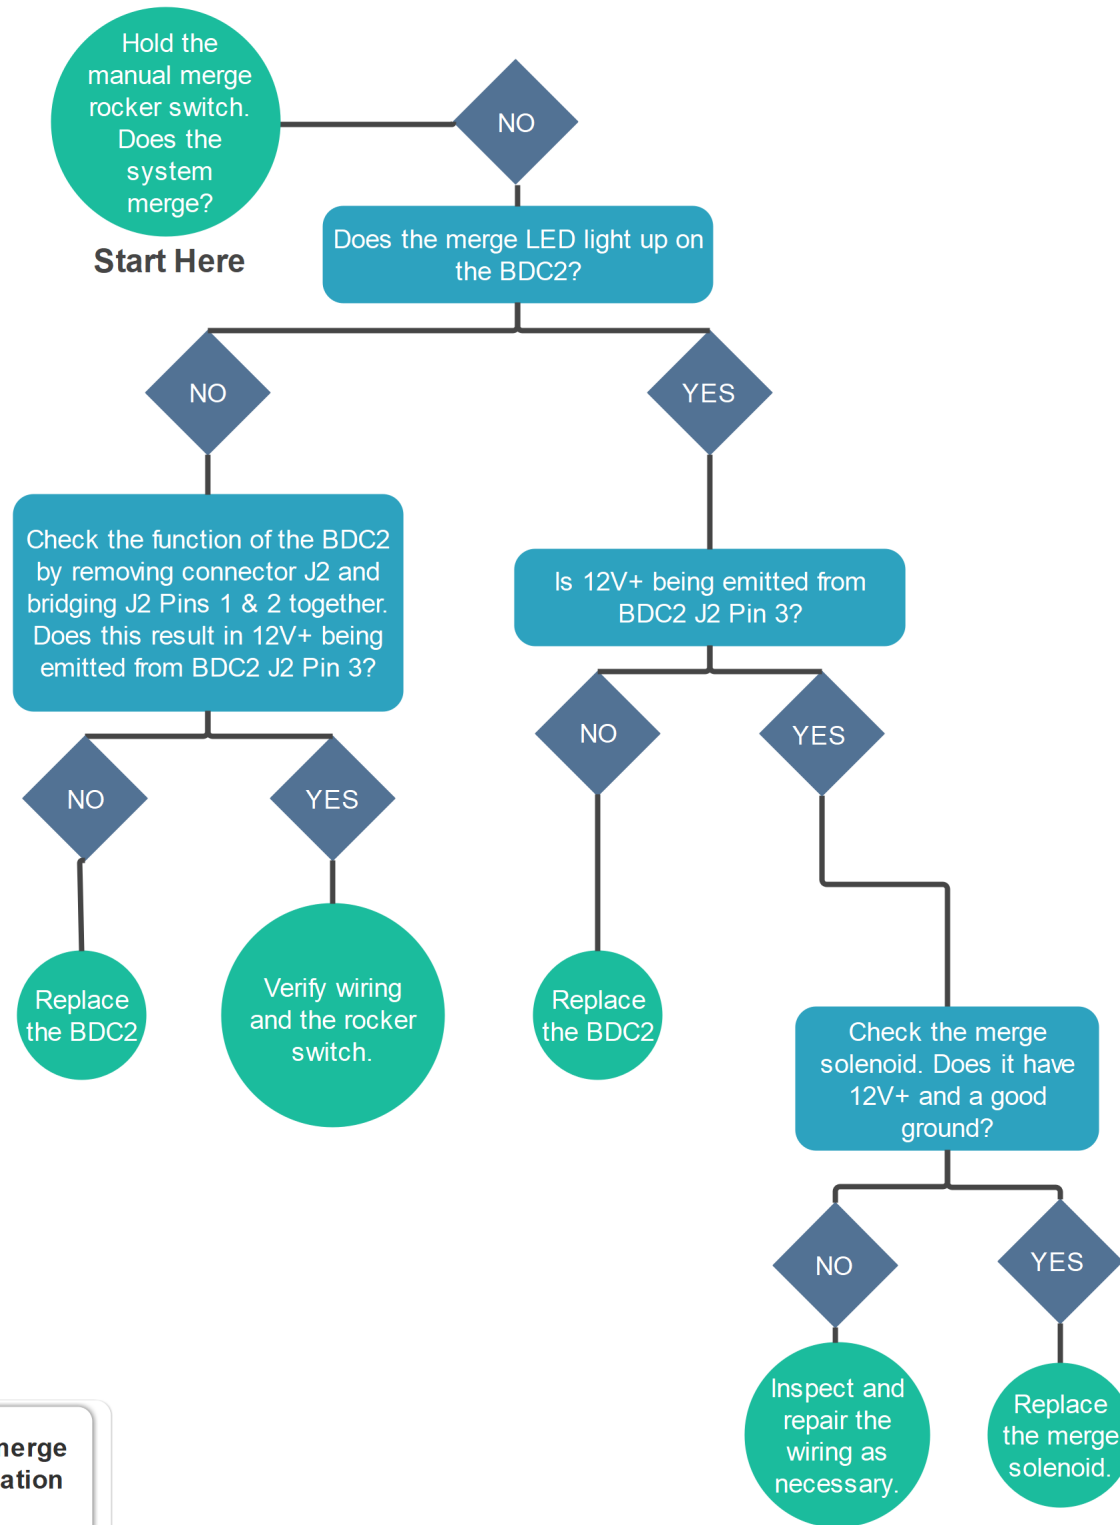 Hold the
manual merge
rocker switch.
Does the
system
merge?
Start Here
NO
Does the merge LED light up on
the BDC2?
NO
YES
Check the function of the BDC2
by removing connector J2 and
bridging J2 Pins 1 & 2 together.
Does this result in 12V+ being
emitted from BDC2 J2 Pin 3?
Is 12V+ being emitted from
BDC2 J2 Pin 3?
NO
YES
NO
YES
Replace
the BDC2
Verify wiring
and the rocker
switch.
Replace
the BDC2
Check the merge
solenoid. Does it have
12V+ and a good
ground?
NO
YES
Inspect and
repair the
wiring as
necessary.
Replace
the merge
solenoid.